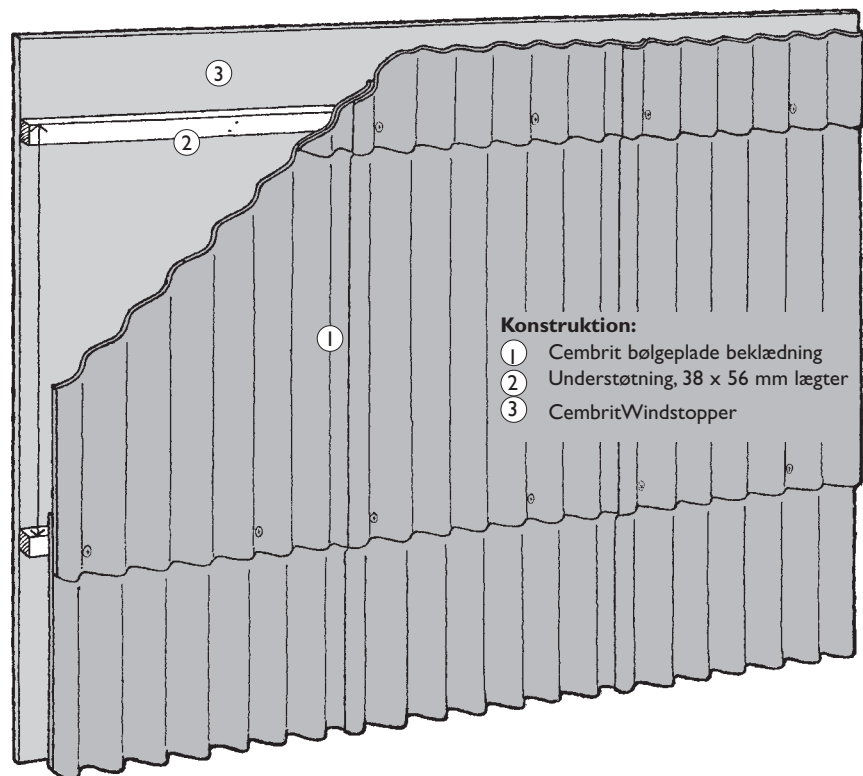 3
2
1
Konstruktion:
1 Cembrit bølgeplade beklædning
2 Understøtning, 38 x 56 mm lægter
3 CembritWindstopper